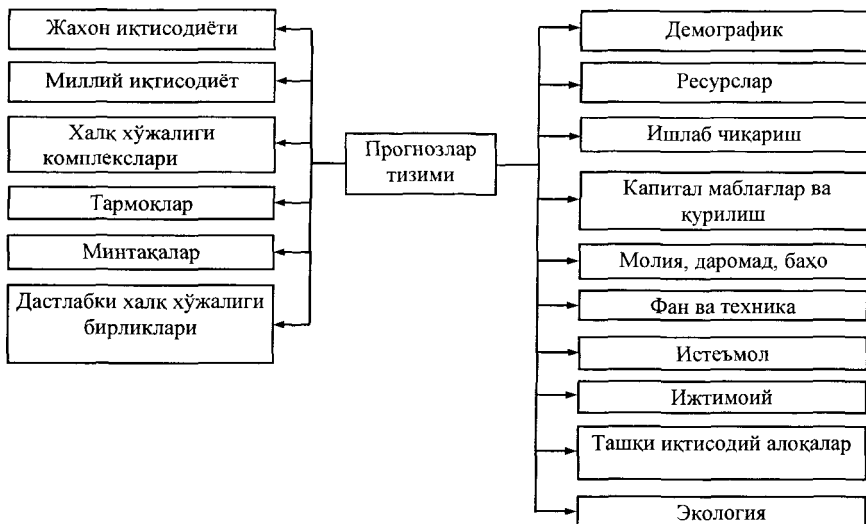 Жахон иқтисодиёти
Миллий иқтисодиёт
Халқ хўжалиги
комплекслари
Тармоқлар
Минтақалар
Дастлабки халқ хўжалиги
бирликлари
Прогнозлар
тизими
Демографик
Ресурслар
Ишлаб чиқариш
Капитал маблағлар ва
қурилиш
Молия, даромад, баҳо
Фан ва техника
Истеъмол
Ижтимоий
Ташқи иқтисодий алоқалар
Экология